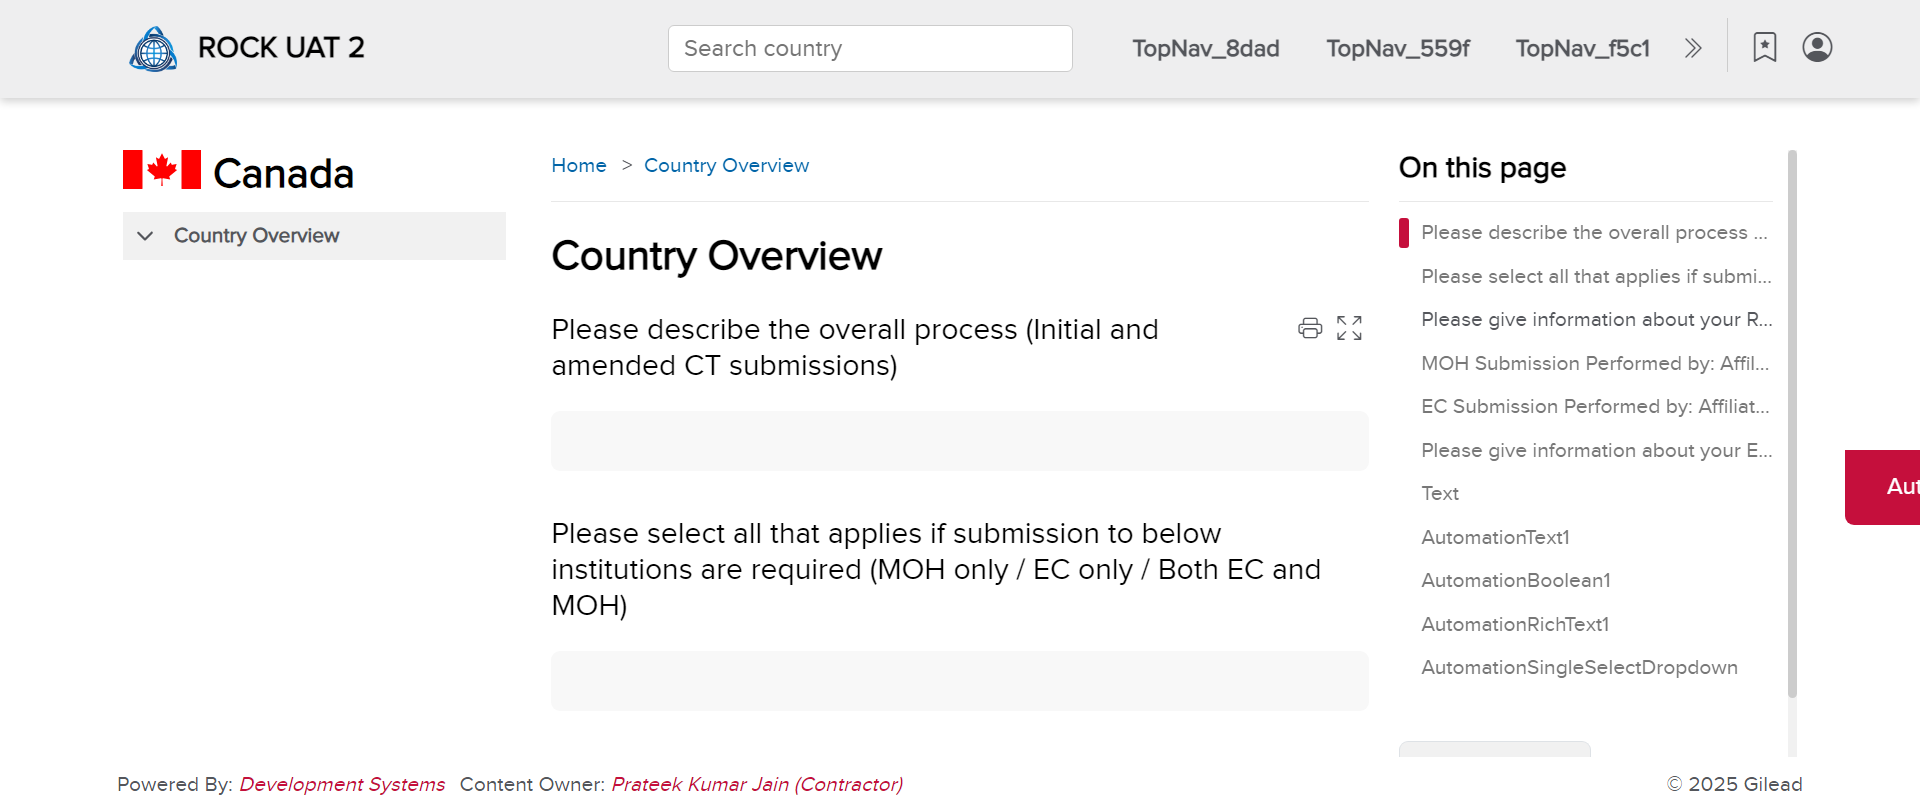 ROCK UAT 2
Search country
TopNav_8dad
TopNav_559f
TopNav_f5c1
Canada
Country Overview
Home > Country Overview
Country Overview
Please describe the overall process (Initial and
amended CT submissions)
Please select all that applies if submission to below
institutions are required (MOH only / EC only / Both EC and
MOH)
On this page
Please describe the overall process ...
Please select all that applies if submi...
Please give information about your R...
MOH Submission Performed by: Affil...
EC Submission Performed by: Affiliat...
Please give information about your E...
Text
AutomationText1
AutomationBoolean1
AutomationRichText1
AutomationSingleSelectDropdown
Aut
Powered By: Development Systems Content Owner: Prateek Kumar Jain (Contractor)
© 2025 Gilead